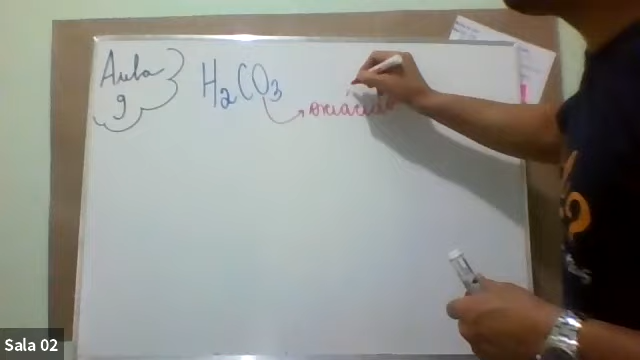 Aula
9
H₂CO₃ → oxiácido
Sala 02